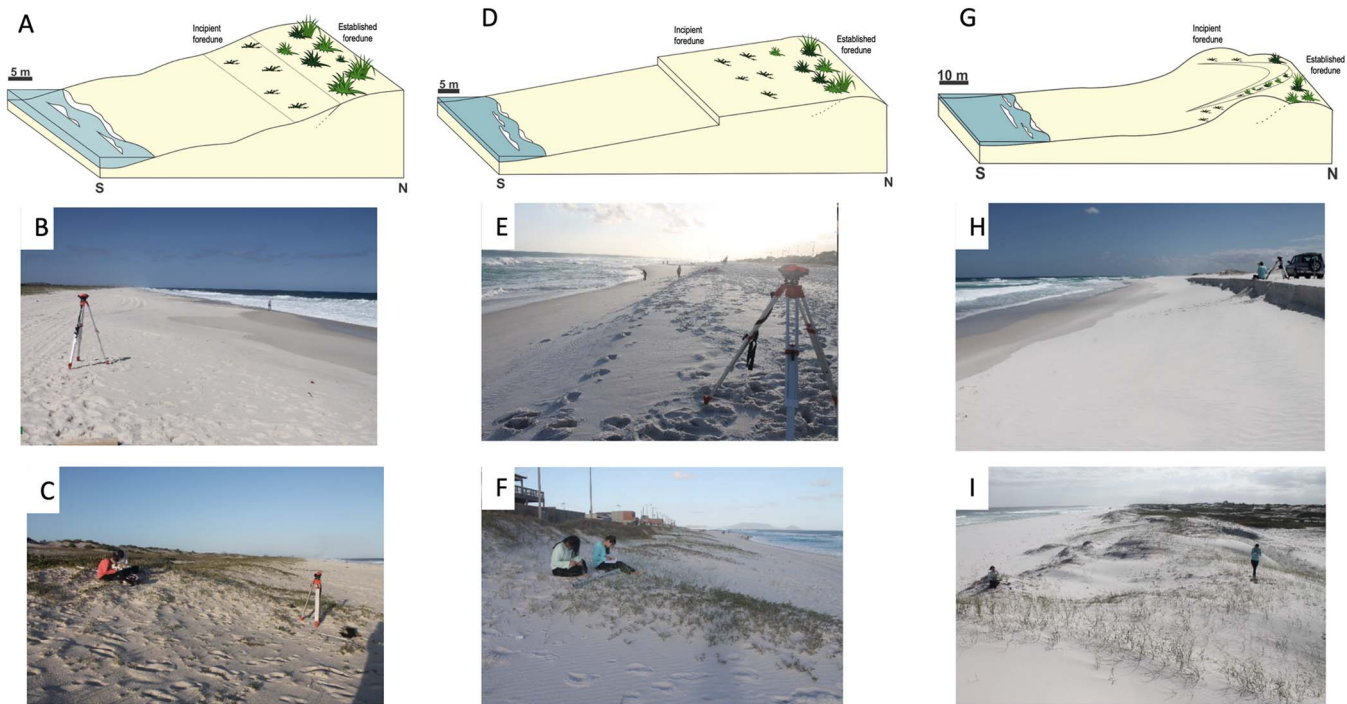 A
Incipient
foredune
Established
foredune
5 m
S
N
D
Incipient
foredune
Established
foredune
5 m
S
N
G
Incipient
foredune
Established
foredune
10 m
S
N
B
E
H
C
F
I